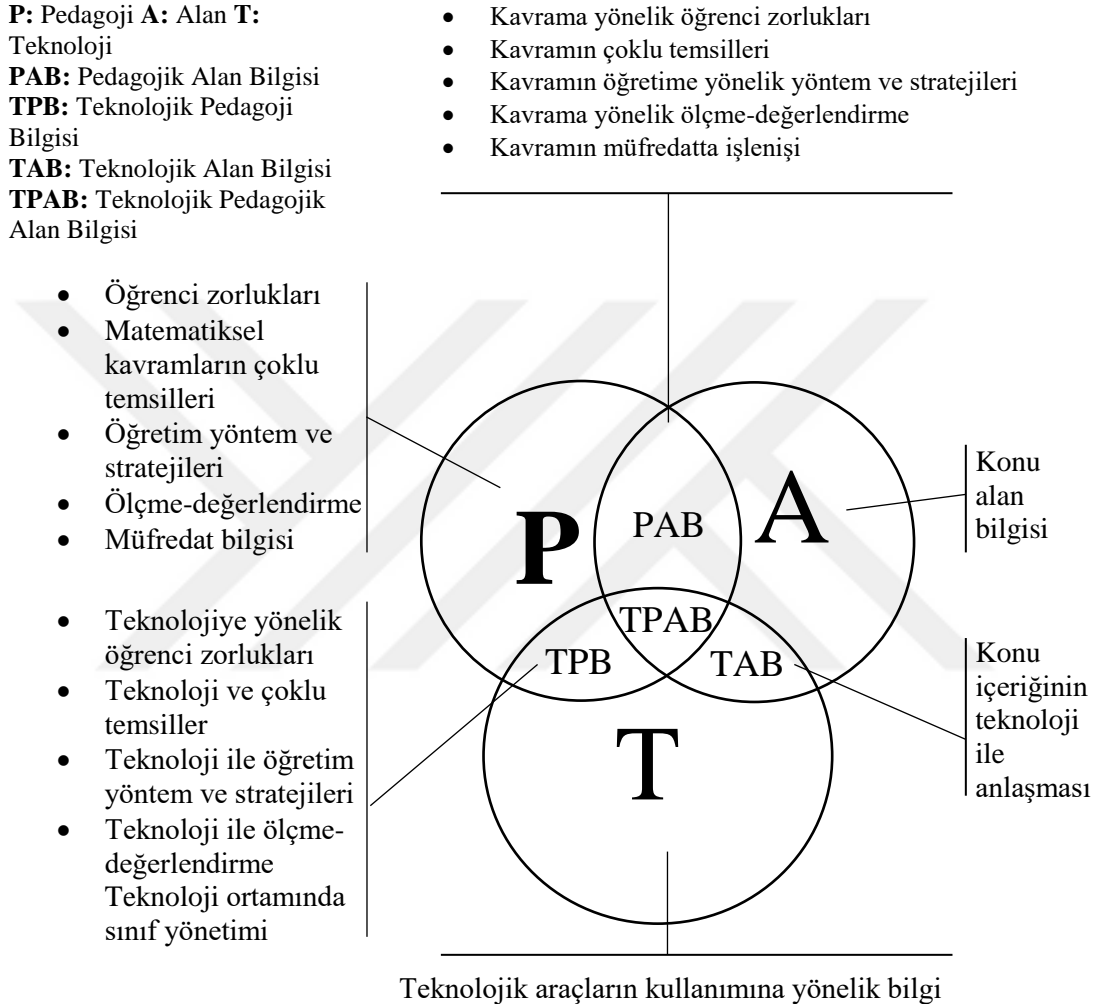 P: Pedagoji A: Alan T:
Teknoloji
PAB: Pedagojik Alan Bilgisi
TPB: Teknolojik Pedagoji
Bilgisi
TAB: Teknolojik Alan Bilgisi
TPAB: Teknolojik Pedagojik
Alan Bilgisi
• Kavrama yönelik öğrenci zorlukları
• Kavramın çoklu temsilleri
• Kavramın öğretime yönelik yöntem ve stratejileri
• Kavrama yönelik ölçme-değerlendirme
• Kavramın müfredatta işlenişi
• Öğrenci zorlukları
• Matematiksel
kavramların çoklu
temsilleri
• Öğretim yöntem ve
stratejileri
• Ölçme-değerlendirme
• Müfredat bilgisi
P
PAB
A
Konu
alan
bilgisi
• Teknolojiye yönelik
öğrenci zorlukları
• Teknoloji ve çoklu
temsiller
• Teknoloji ile öğretim
yöntem ve stratejileri
• Teknoloji ile ölçme-
değerlendirme
Teknoloji ortamında
sınıf yönetimi
TPAB
TPB
TAB
T
Konu
içeriğinin
teknoloji
ile
anlaşması
Teknolojik araçların kullanımına yönelik bilgi